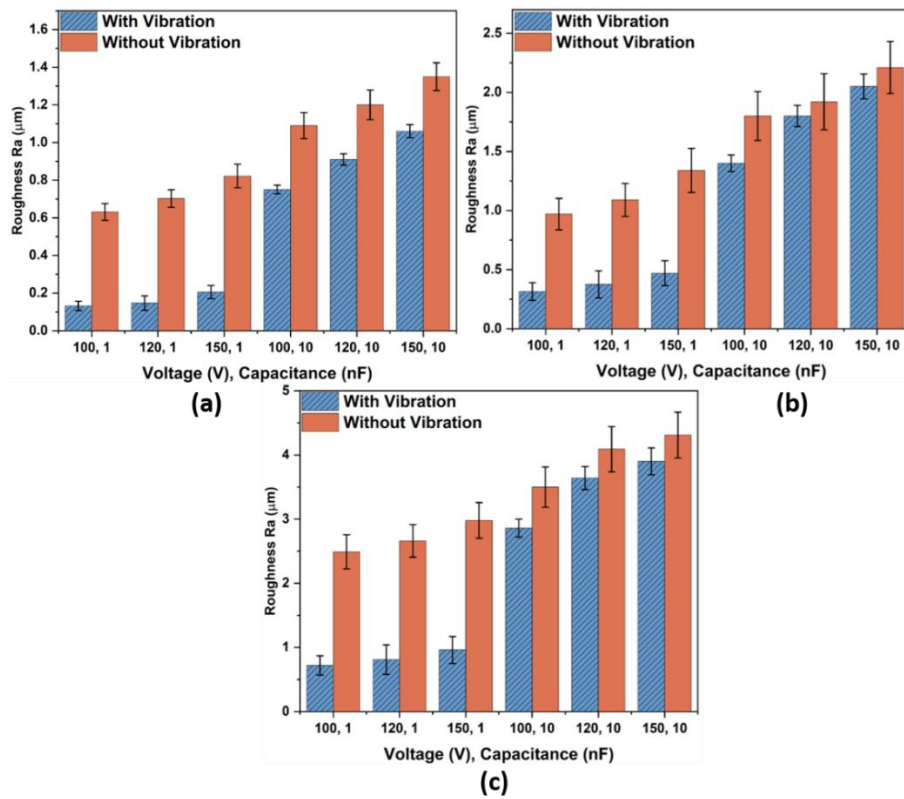 With Vibration
Without Vibration
Roughness Ra (μm)
1.6
1.4
1.2
1.0
0.8
0.6
0.4
0.2
0.0
100, 1 120, 1 150, 1 100, 10 120, 10 150, 10
Voltage (V), Capacitance (nF)
(a)
With Vibration
Without Vibration
Roughness Ra (μm)
2.5
2.0
1.5
1.0
0.5
0.0
100, 1 120, 1 150, 1 100, 10 120, 10 150, 10
Voltage (V), Capacitance (nF)
(b)
With Vibration
Without Vibration
Roughness Ra (μm)
5
4
3
2
1
0
100, 1 120, 1 150, 1 100, 10 120, 10 150, 10
Voltage (V), Capacitance (nF)
(c)